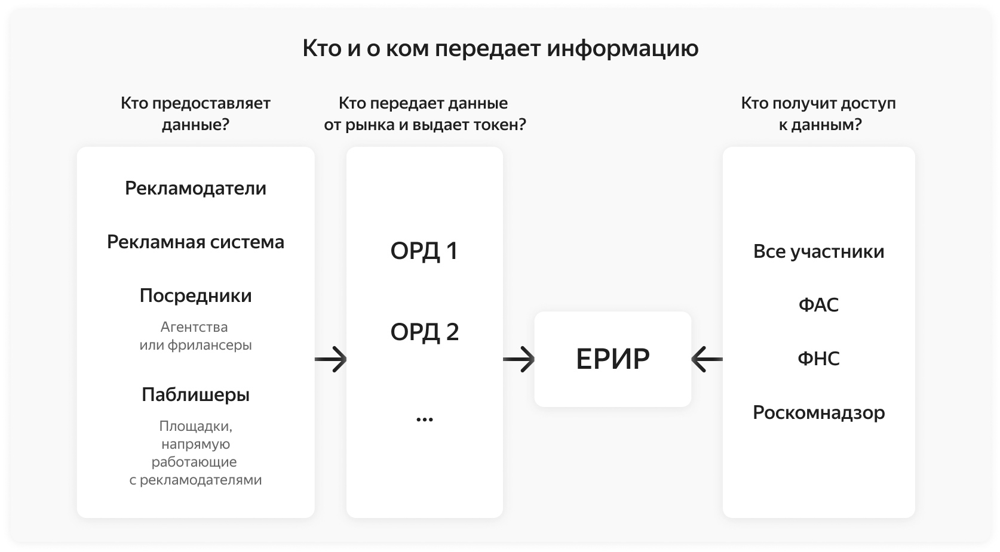 Кто и о ком передает информацию
Кто предоставляет
данные?
Рекламодатели
Рекламная система
Посредники
Агентства
или фрилансеры
Паблишеры
Площадки,
напрямую
работающие
с рекламодателями
Кто передает данные
от рынка и выдает токен?
ОРД 1
ОРД 2
...
ЕРИР
Кто получит доступ
к данным?
Все участники
ФАС
ФНС
Роскомнадзор